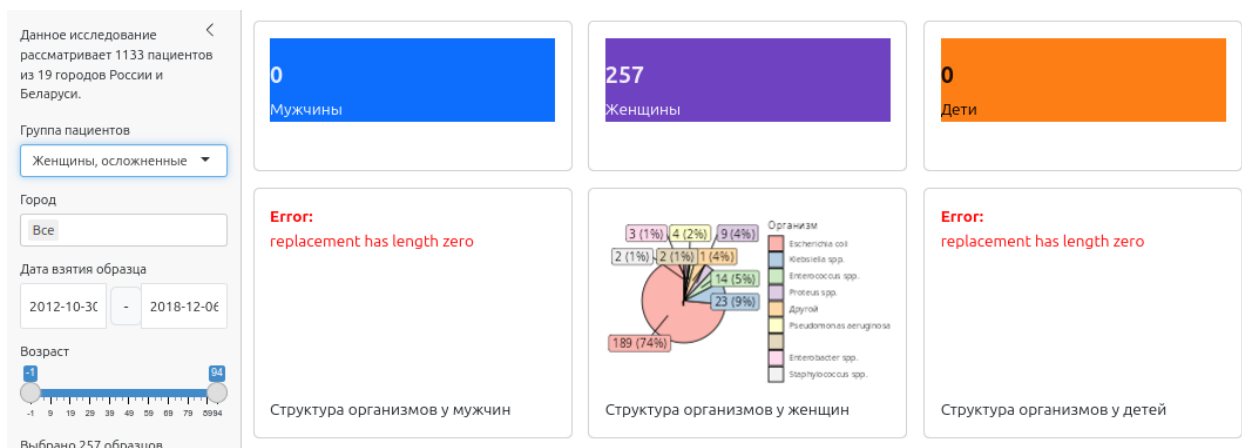 Данное исследование
рассматривает 1133 пациентов
из 19 городов России и
Беларуси.
Группа пациентов
Женщины, осложненные
Город
Все
Дата взятия образца
2012-10-30 - 2018-12-06
Возраст
-1 94
-1 9 19 29 39 49 59 69 79 8994
Выбрано 257 образцов
0
Мужчины
257
Женщины
0
Дети
Error:
replacement has length zero
3 (1%) 4 (2%) 9 (4%)
2 (1%) 2 (1%) 1 (4%)
14 (5%)
23 (9%)
189 (74%)
Организм
Escherichia coli
Klebsiella spp.
Enterococcus spp.
Proteus spp.
Другой
Pseudomonas aeruginosa
Enterobacter spp.
Staphylococcus spp.
Error:
replacement has length zero
Структура организмов у мужчин
Структура организмов у женщин
Структура организмов у детей